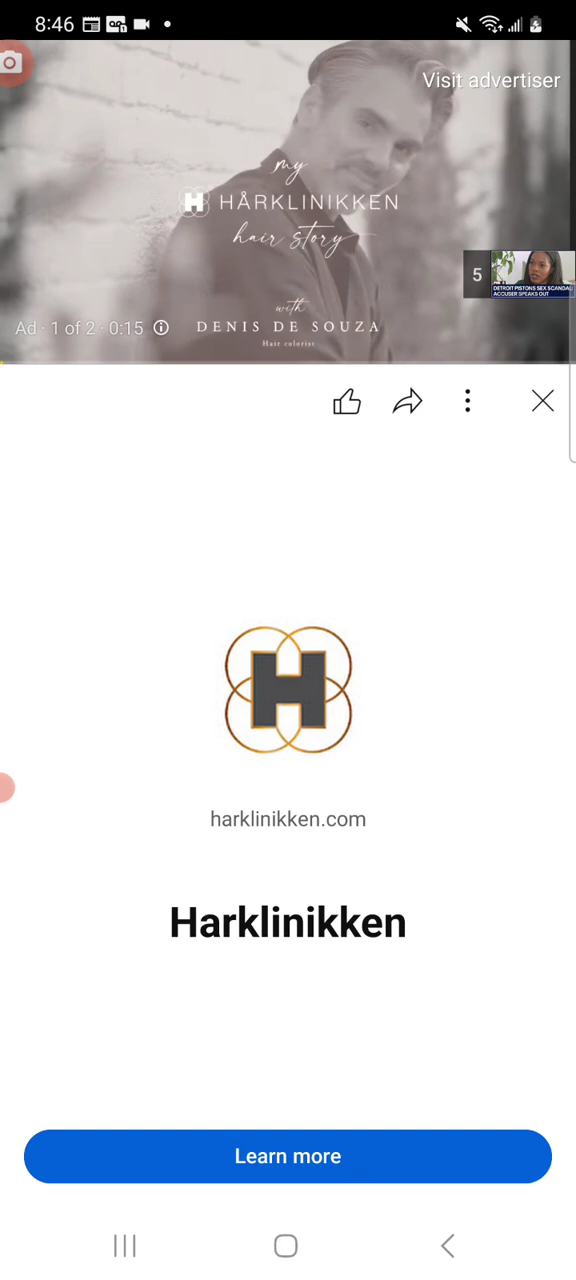 8:46
Visit advertiser
my
H HÅRKLINIKKEN
hair story
5
DETROIT PISTONS SEX SCANDAL
ACCUSER SPEAKS OUT
with
Ad · 1 of 2 · 0:15
DENIS DE SOUZA
Hair colorist
H
harklinikken.com
Harklinikken
Learn more